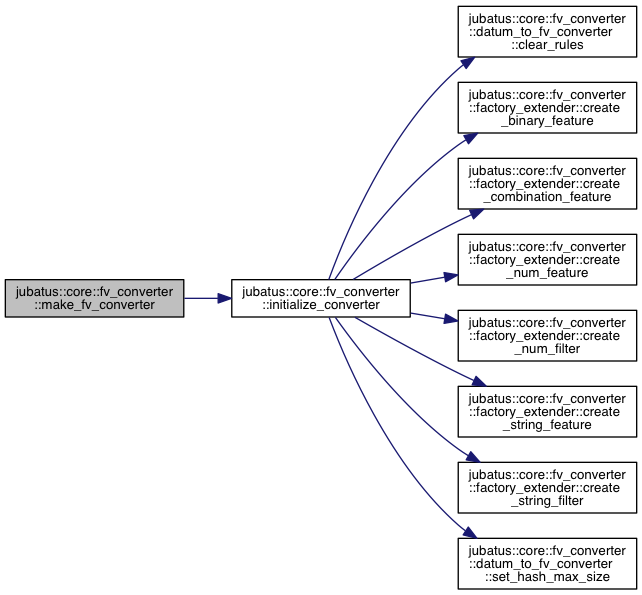 jubatus::core::fv_converter
::make_fv_converter
jubatus::core::fv_converter
::initialize_converter
jubatus::core::fv_converter
::datum_to_fv_converter
::clear_rules
jubatus::core::fv_converter
::factory_extender::create
_binary_feature
jubatus::core::fv_converter
::factory_extender::create
_combination_feature
jubatus::core::fv_converter
::factory_extender::create
_num_feature
jubatus::core::fv_converter
::factory_extender::create
_num_filter
jubatus::core::fv_converter
::factory_extender::create
_string_feature
jubatus::core::fv_converter
::factory_extender::create
_string_filter
jubatus::core::fv_converter
::datum_to_fv_converter
::set_hash_max_size